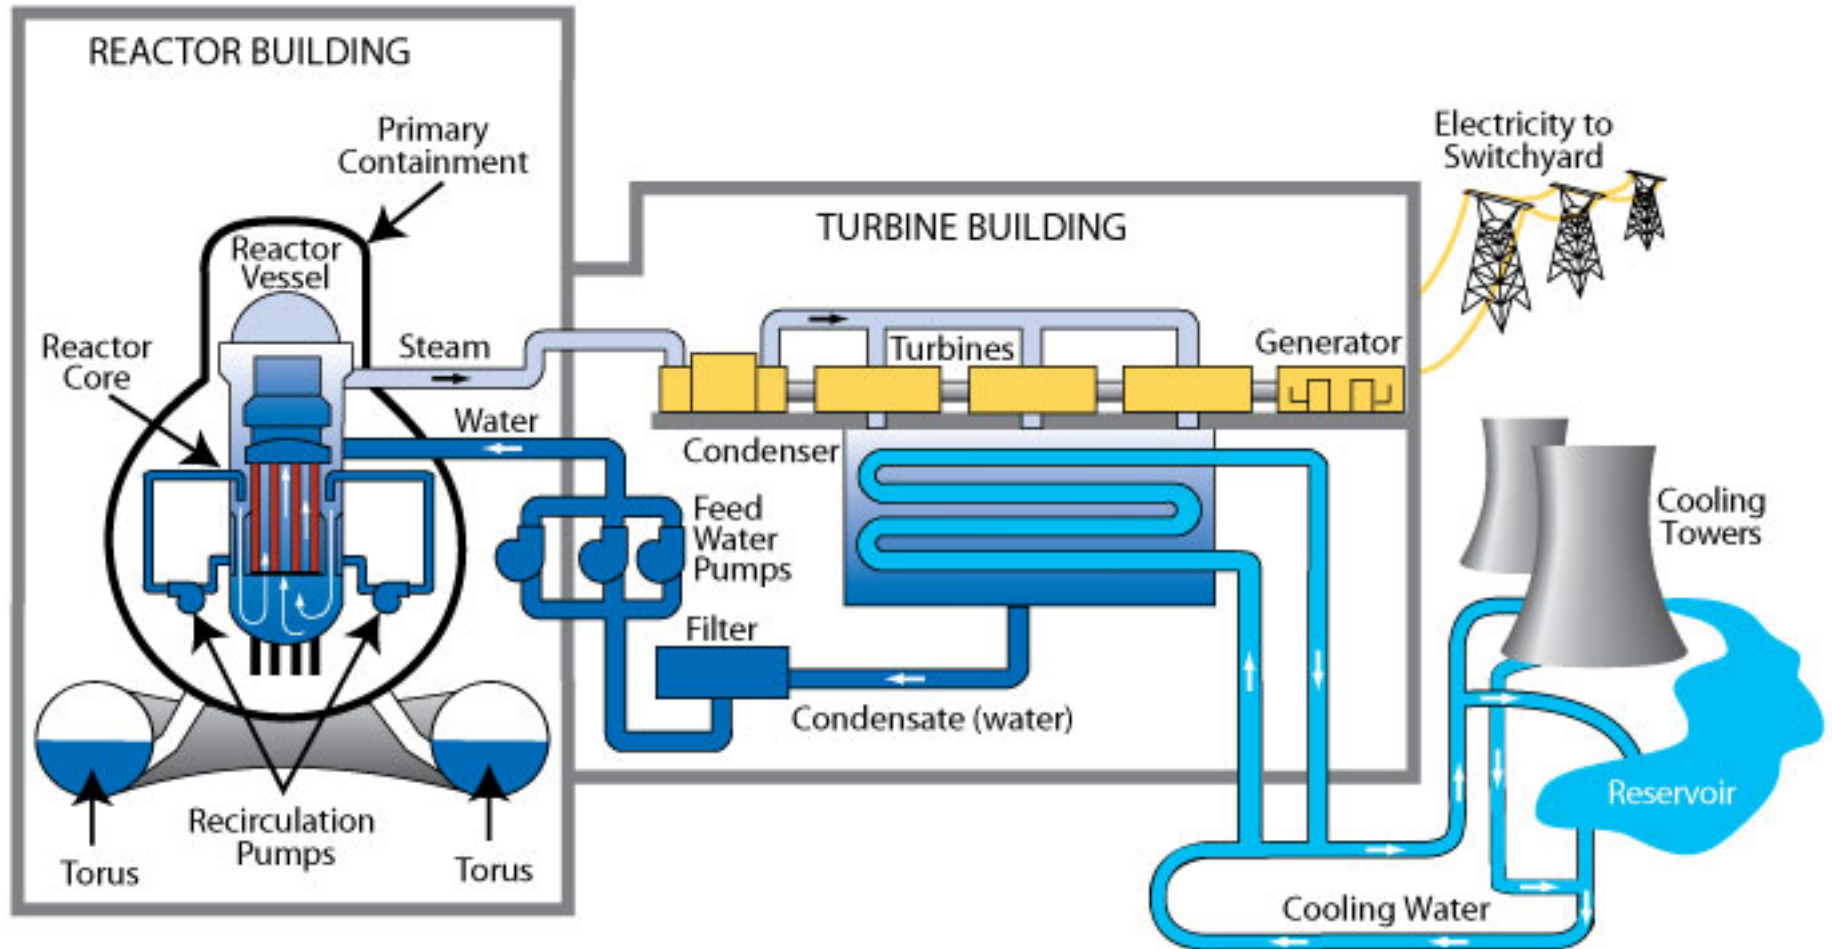 REACTOR BUILDING
Primary
Containment
Reactor
Vessel
Reactor
Core
Steam
Water
Recirculation
Pumps
Torus
Torus
TURBINE BUILDING
Turbines
Generator
Condenser
Feed
Water
Pumps
Filter
Condensate (water)
Electricity to
Switchyard
Cooling
Towers
Reservoir
Cooling Water